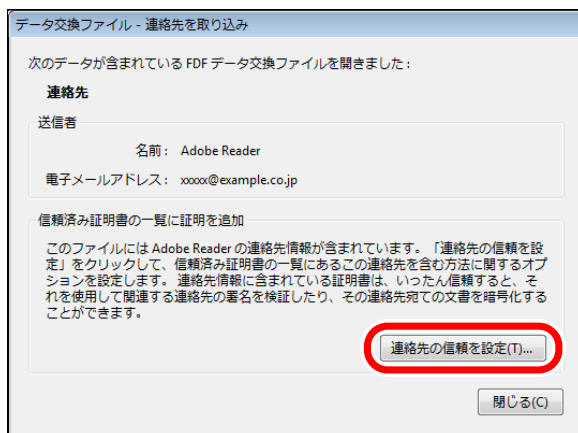 データ交換ファイル - 連絡先を取り込み
次のデータが含まれている FDF データ交換ファイルを開きました :
連絡先
送信者
名前 : Adobe Reader
電子メールアドレス : xxxxx@example.co.jp
信頼済み証明書の一覧に証明を追加
このファイルには Adobe Reader の連絡先情報が含まれています。「連絡先の信頼を設
定」をクリックして、信頼済み証明書の一覧にあるこの連絡先を含む方法に関するオプ
ションを設定します。 連絡先情報に含まれている証明書は、いったん信頼すると、そ
れを使用して関連する連絡先の署名を検証したり、その連絡先宛ての文書を暗号化する
ことができます。
連絡先の信頼を設定(T)...
閉じる(C)